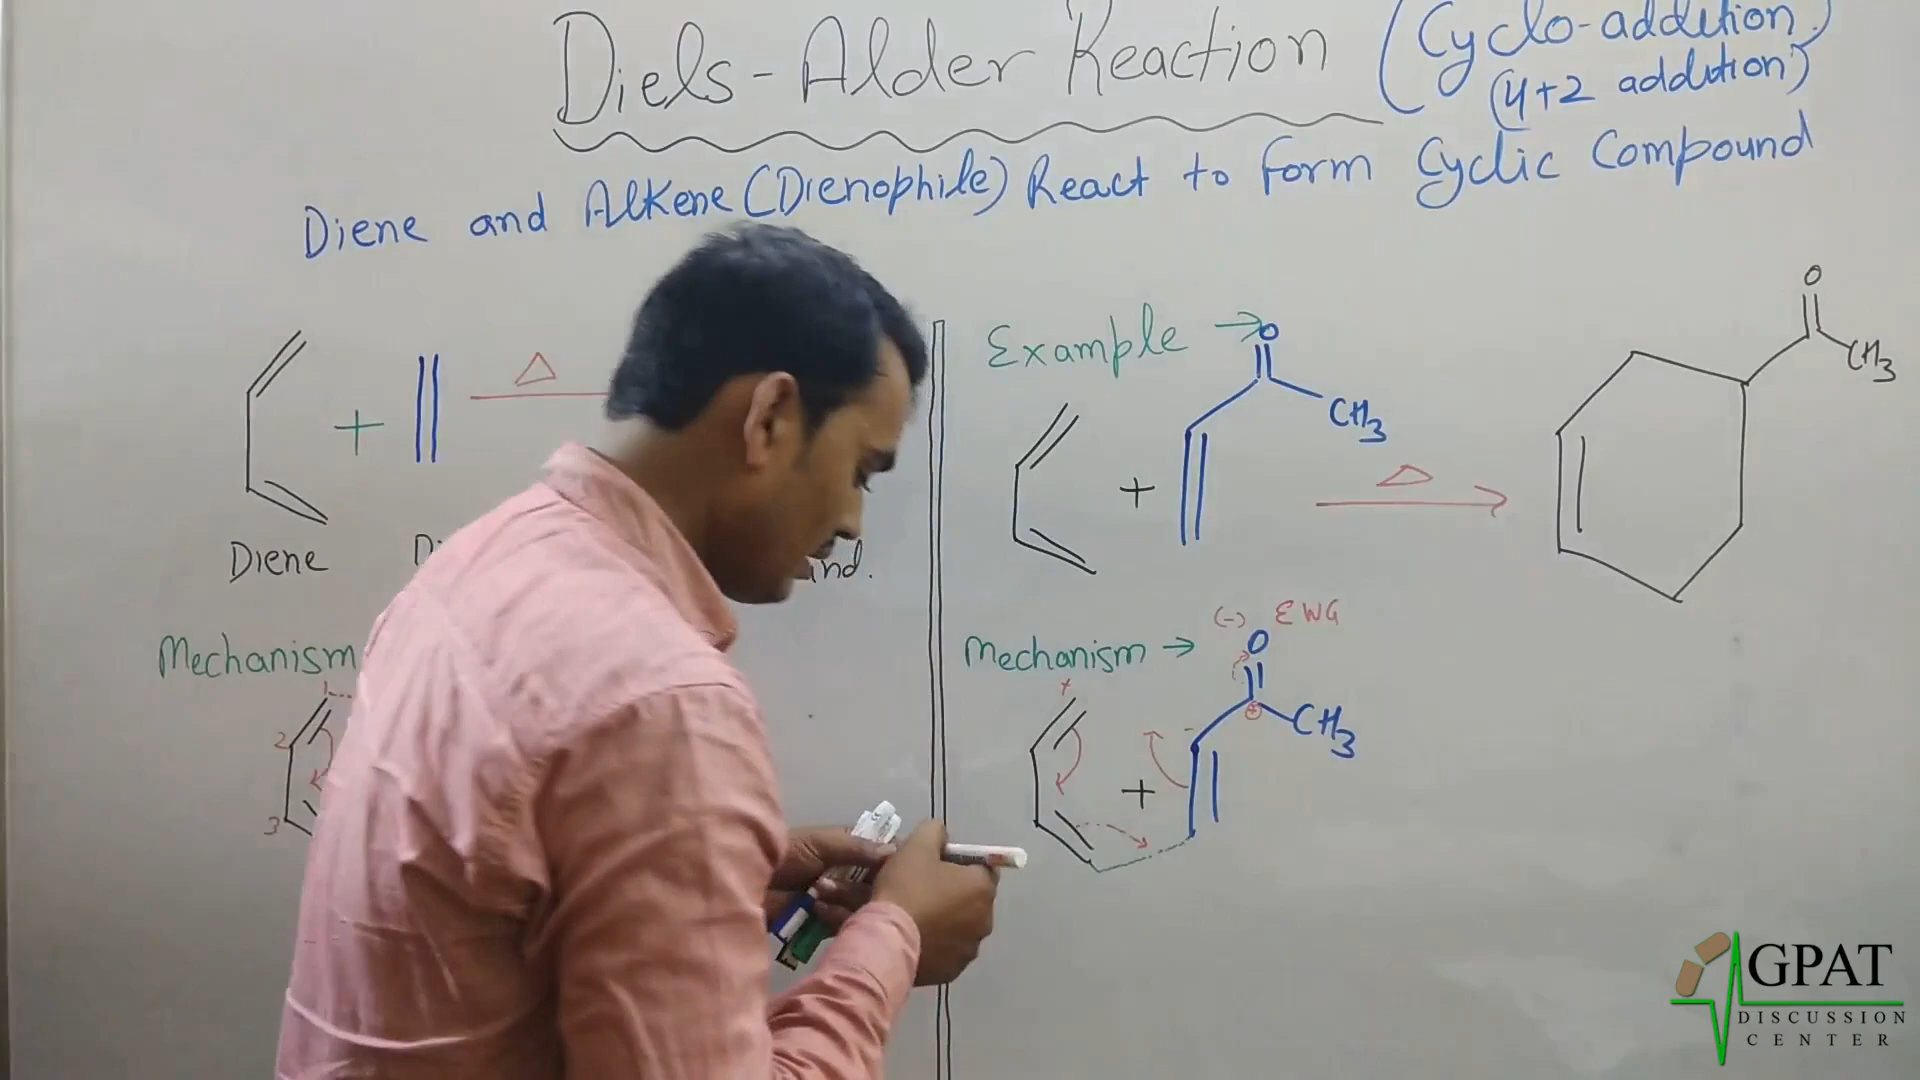 Diels-Alder Reaction (Cyclo-addition)
(4+2 addition)
Diene and Alkene (Dienophile) React to form Cyclic Compound
Example →
O
CH3
O
CH3
+
Δ
+
Δ
Diene
Mechanism
1
2
3
Mechanism →
(-) EWG
O
+
CH3
+
GPAT
DISCUSSION
CENTER